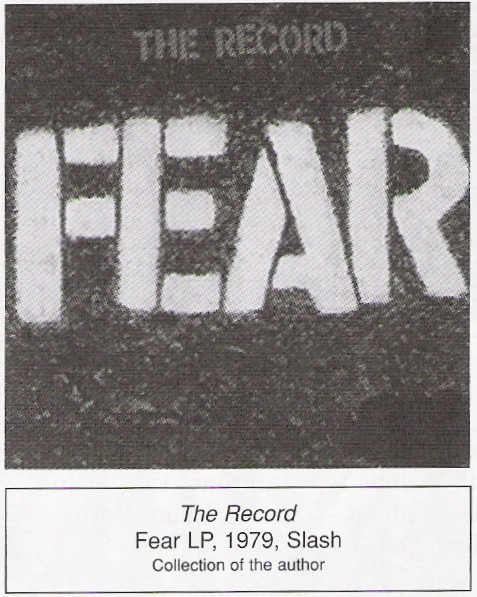 THE RECORD
FEAR
The Record
Fear LP, 1979, Slash
Collection of the author